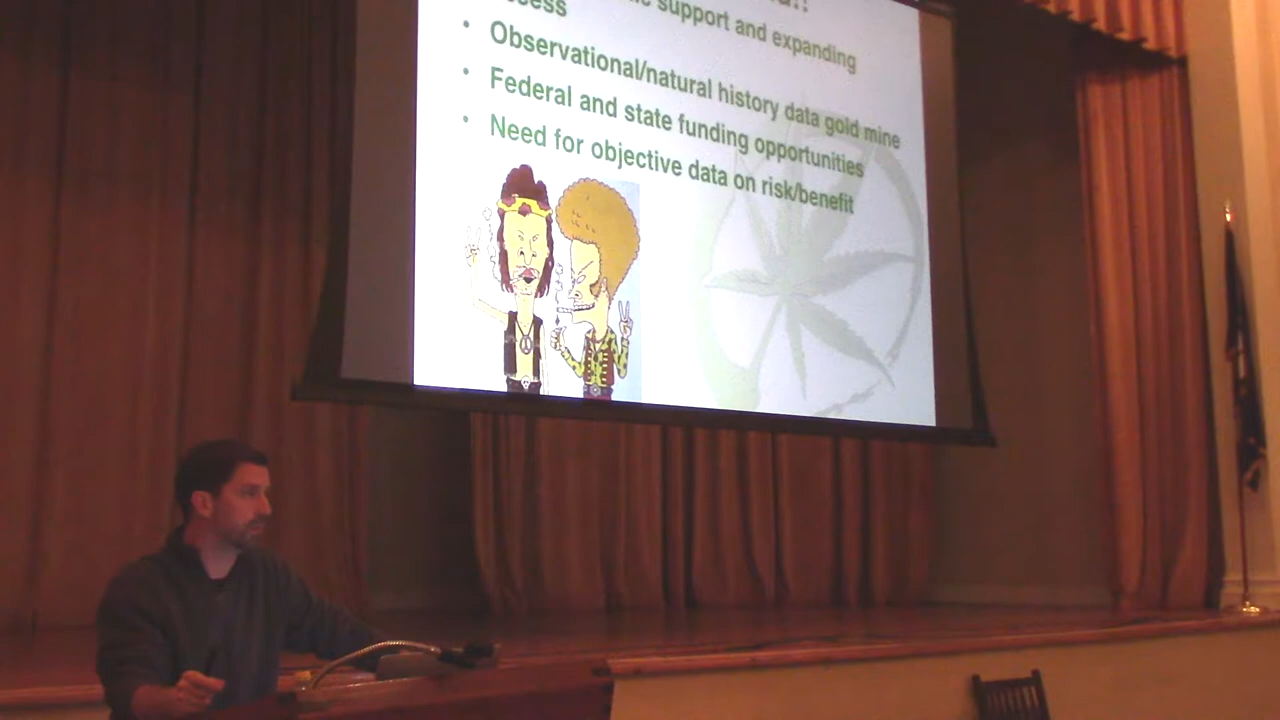 support and expanding
• Observational/natural history data gold mine
• Federal and state funding opportunities
• Need for objective data on risk/benefit